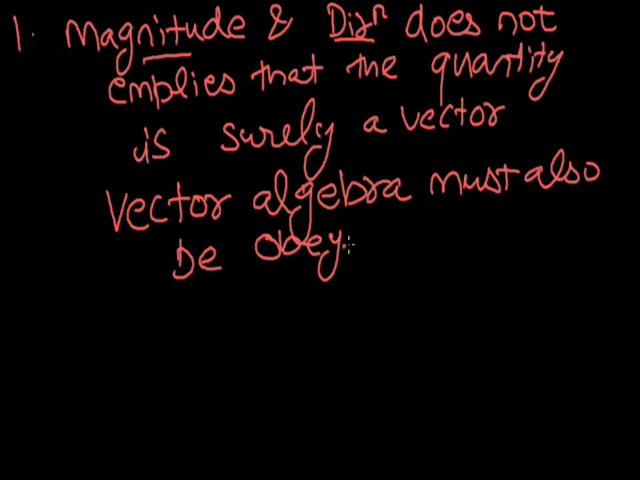 1. Magnitude & Dirⁿ does not
emplies that the quantity
is surely a vector
Vector algebra must also
be obey